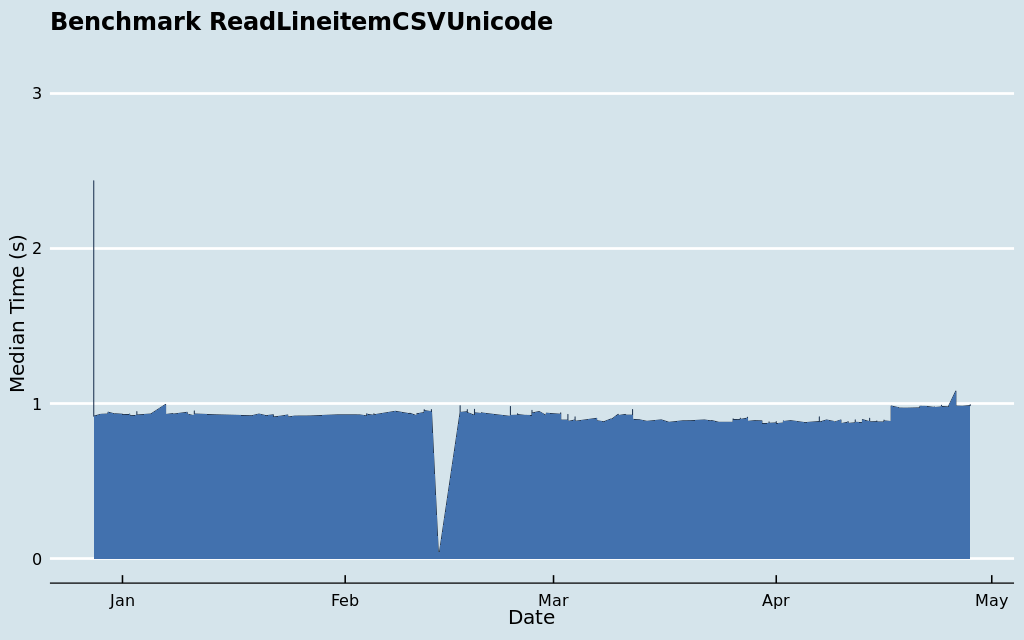 Benchmark ReadLineitemCSVUnicode
3
2
1
0
Median Time (s)
Jan Feb Mar Apr May
Date